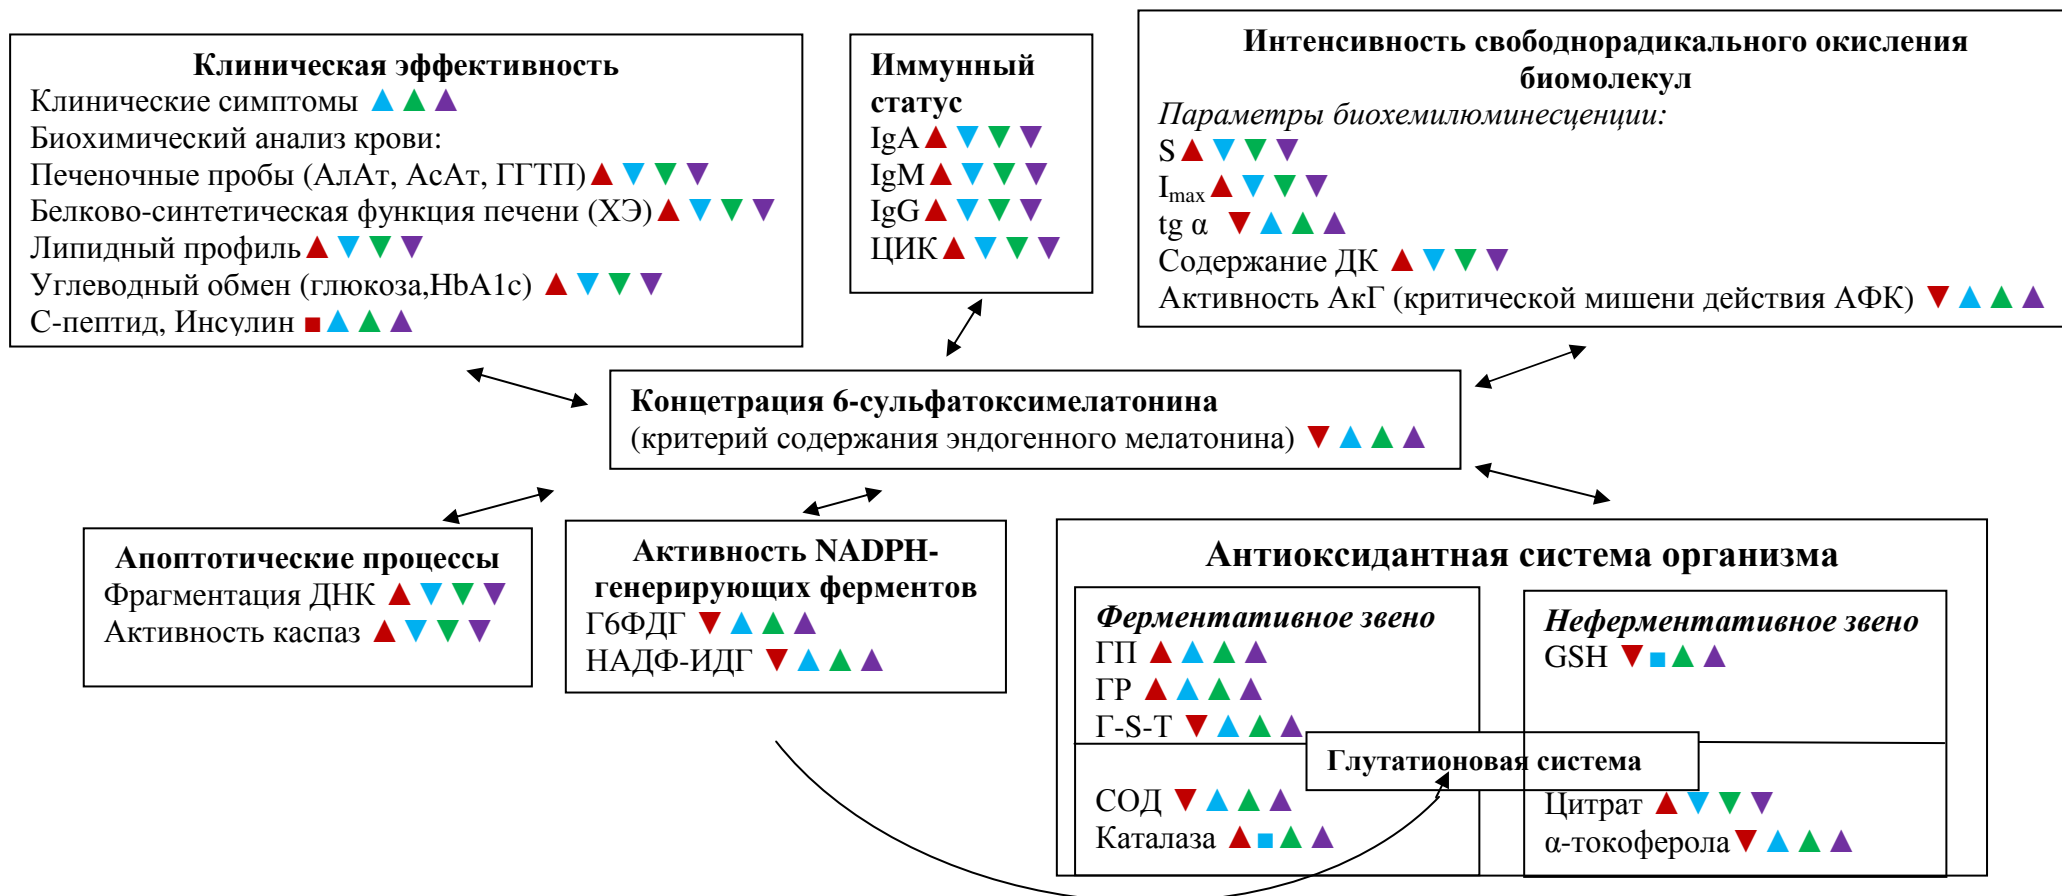 Клиническая эффективность
Клинические симптомы ▲ ▲ ▲
Биохимический анализ крови:
Печеночные пробы (АлАт, АсАт, ГГТП) ▲ ▼ ▼ ▼
Белково-синтетическая функция печени (ХЭ) ▲ ▼ ▼ ▼
Липидный профиль ▲ ▼ ▼ ▼
Углеводный обмен (глюкоза,HbA1c) ▲ ▼ ▼ ▼
С-пептид, Инсулин ■ ▲ ▲ ▲
Иммунный
статус
IgA ▲ ▼ ▼ ▼
IgM ▲ ▼ ▼ ▼
IgG ▲ ▼ ▼ ▼
ЦИК ▲ ▼ ▼ ▼
Интенсивность свободнорадикального окисления
биомолекул
Параметры биохемилюминесценции:
S ▲ ▼ ▼ ▼
Imax ▲ ▼ ▼ ▼
tg α ▼ ▲ ▲ ▲
Содержание ДК ▲ ▼ ▼ ▼
Активность АкГ (критической мишени действия АФК) ▼ ▲ ▲ ▲
Концетрация 6-сульфатоксимелатонина
(критерий содержания эндогенного мелатонина) ▼ ▲ ▲ ▲
Апоптотические процессы
Фрагментация ДНК ▲ ▼ ▼ ▼
Активность каспаз ▲ ▼ ▼ ▼
Активность NADPH-
генерирующих ферментов
Г6ФДГ ▼ ▲ ▲ ▲
НАДФ-ИДГ ▼ ▲ ▲ ▲
Антиоксидантная система организма
Ферментативное звено
ГП ▲ ▲ ▲ ▲
ГР ▲ ▲ ▲ ▲
Г-S-Т ▼ ▲ ▲ ▲
Неферментативное звено
GSH ▼ ■ ▲ ▲
Глутатионовая система
СОД ▼ ▲ ▲ ▲
Каталаза ▲ ■ ▲ ▲
Цитрат ▲ ▼ ▼ ▼
α-токоферола ▼ ▲ ▲ ▲